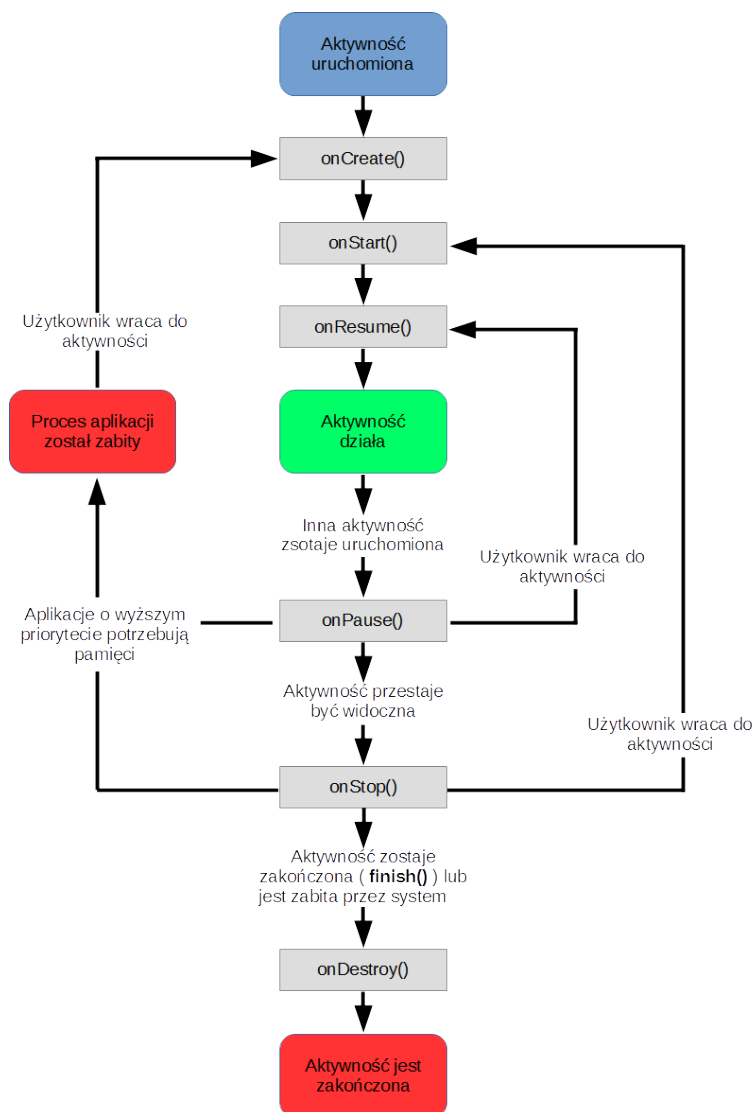 Aktywność
uruchomiona
onCreate()
onStart()
onResume()
Użytkownik wraca do
aktywności
Proces aplikacji
został zabity
Aktywność
działa
Inna aktywność
zsotaje uruchomiona
Użytkownik wraca do
aktywności
Aplikacje o wyższym
priorytecie potrzebują
pamięci
onPause()
Aktywność przestaje
być widoczna
Użytkownik wraca do
aktywności
onStop()
Aktywność zostaje
zakończona ( finish() ) lub
jest zabita przez system
onDestroy()
Aktywność jest
zakończona